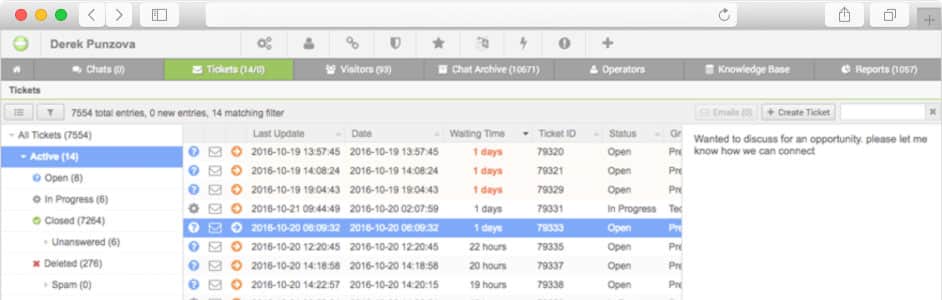 Derek Punzova
Chats (0) Tickets (14/0) Visitors (93) Chat Archive (10671) Operators Knowledge Base Reports (1057)
Tickets
7554 total entries, 0 new entries, 14 matching filter Emails (0) Create Ticket
All Tickets (7554)
Active (14)
Open (8)
In Progress (6)
Closed (7264)
Unanswered (6)
Deleted (276)
Spam (0)
Last Update Date Waiting Time Ticket ID Status Gr
2016-10-19 13:57:45 2016-10-19 13:57:45 1 days 79320 Open Pre
2016-10-19 14:08:24 2016-10-19 14:08:24 1 days 79321 Open Pre
2016-10-19 19:04:43 2016-10-19 19:04:43 1 days 79329 Open Pre
2016-10-21 09:44:49 2016-10-20 02:07:59 1 days 79331 In Progress Tec
2016-10-20 06:09:32 2016-10-20 06:09:32 1 days 79333 Open Pre
2016-10-20 12:20:45 2016-10-20 12:20:45 22 hours 79335 Open Pre
2016-10-20 14:18:58 2016-10-20 14:18:58 20 hours 79337 Open Pre
2016-10-20 14:22:57 2016-10-20 14:20:15 19 hours 79338 Open Pre
Wanted to discuss for an opportunity. please let me
know how we can connect